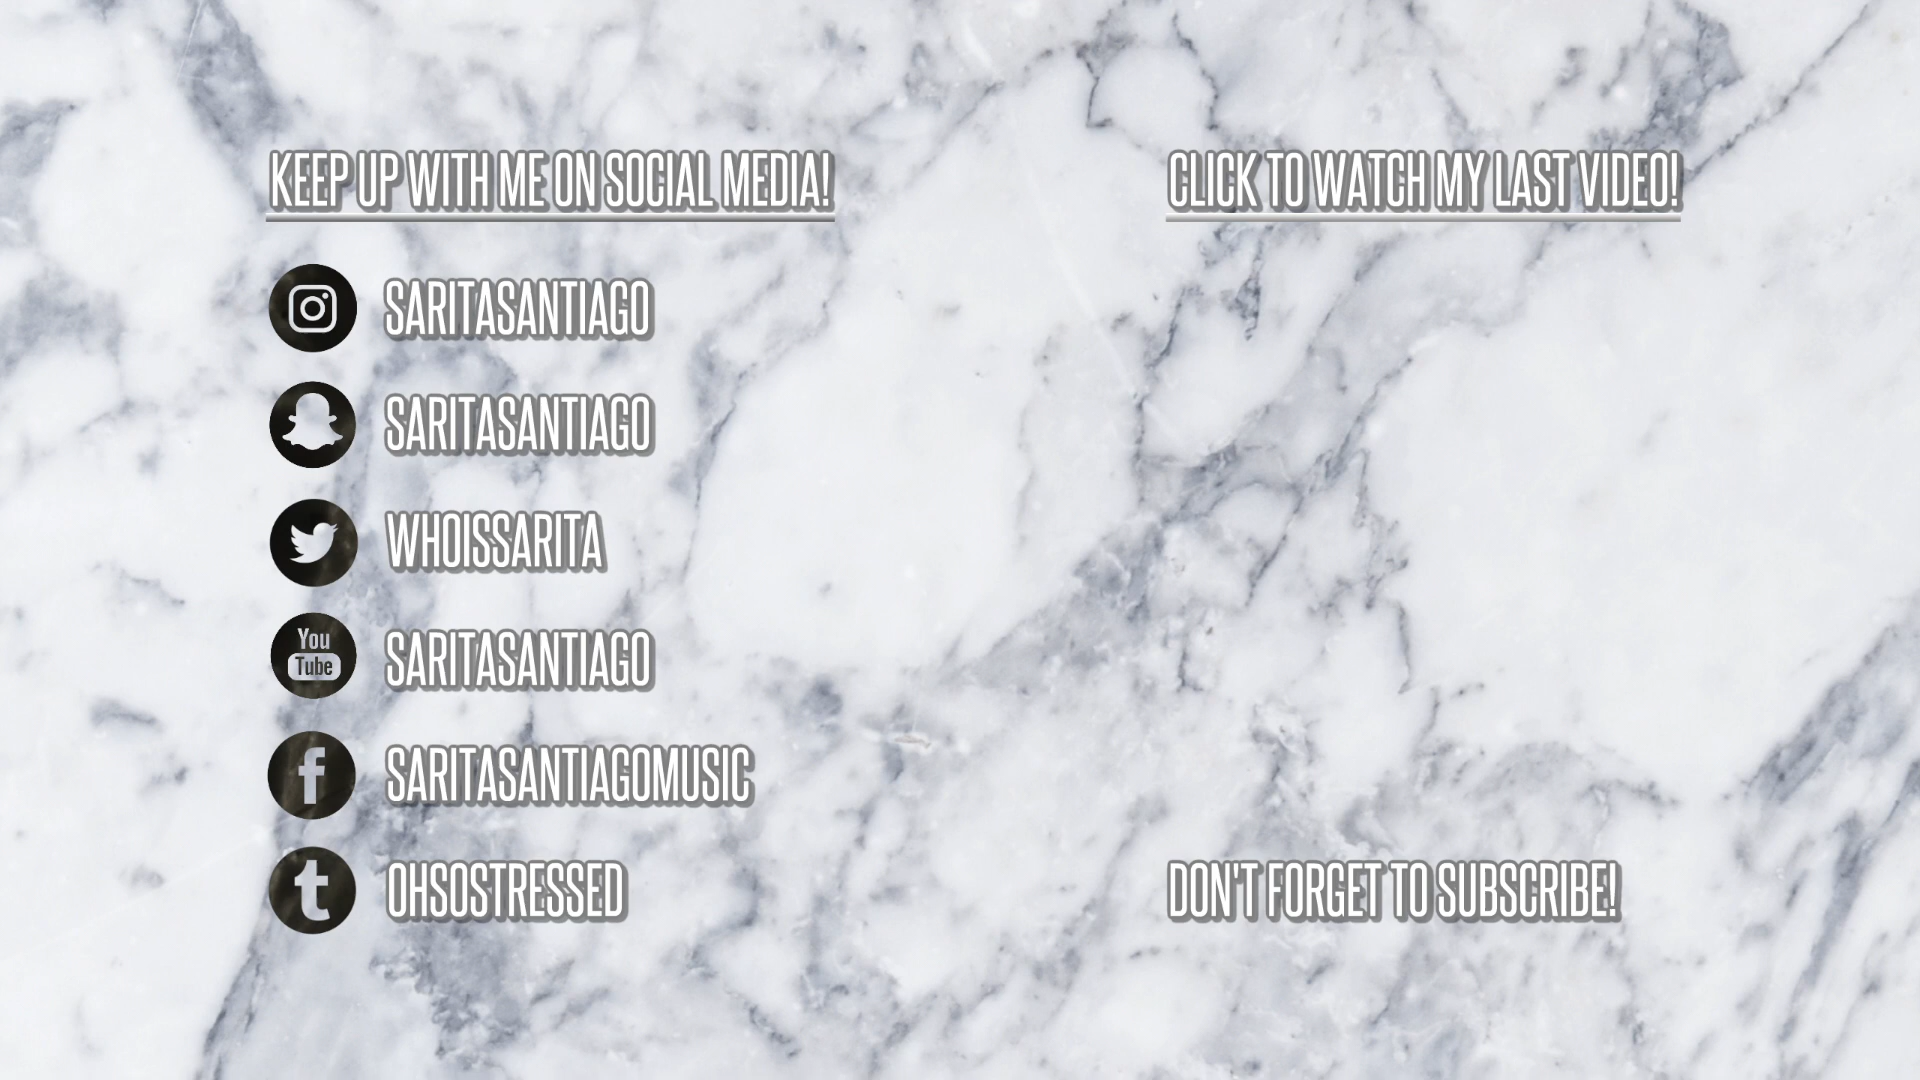 KEEP UP WITH ME ON SOCIAL MEDIA!
SARITASANTIAGO
SARITASANTIAGO
WHOISSARITA
You
Tube
SARITASANTIAGO
f
SARITASANTIAGOMUSIC
t
OHSOSTRESSED
CLICK TO WATCH MY LAST VIDEO!
DON'T FORGET TO SUBSCRIBE!